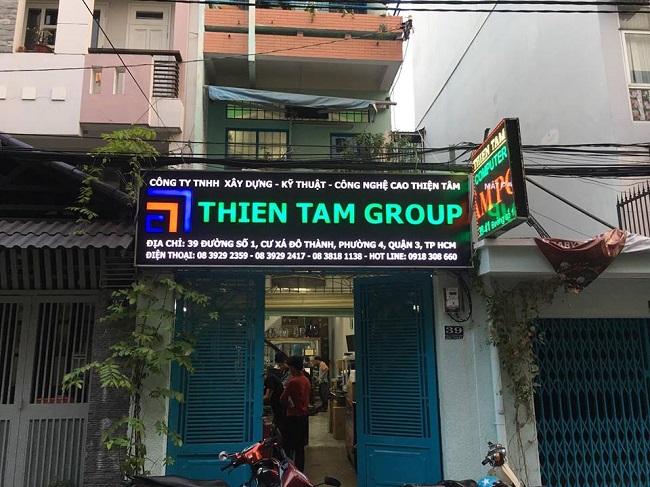 CÔNG TY TNHH XÂY DỰNG - KỸ THUẬT - CÔNG NGHỆ CAO THIỆN TÂM
THIEN TAM GROUP
ĐỊA CHỈ: 39 ĐƯỜNG SỐ 1, CƯ XÁ ĐÔ THÀNH, PHƯỜNG 4, QUẬN 3, TP HCM
ĐIỆN THOẠI: 08 3929 2359 - 08 3929 2417 - 08 3818 1138 - HOT LINE: 0918 308 660
THIEN TAM
COMPUTER
39